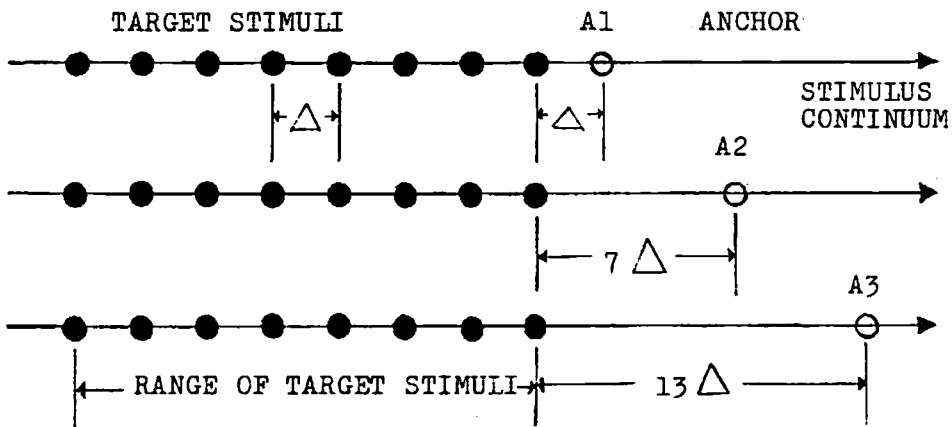 TARGET STIMULI A1 ANCHOR
STIMULUS
CONTINUUM
△ △
A2
7 △
A3
RANGE OF TARGET STIMULI 13 △